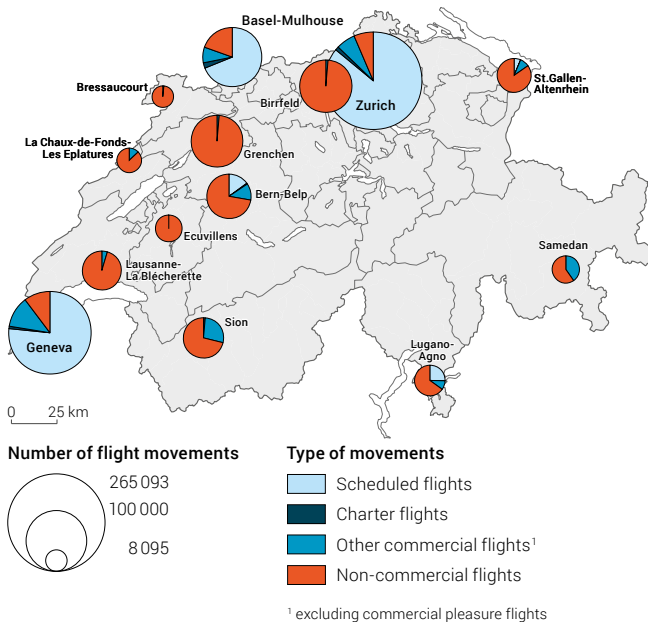 Basel-Mulhouse
Bressaucourt
Birrfeld
Zurich
St.Gallen-
Altenrhein
La Chaux-de-Fonds-
Les Eplatures
Grenchen
Bern-Belp
Ecuvillens
Samedan
Lausanne-
La Blécherette
Geneva
Sion
Lugano-
Agno
0 25 km
Number of flight movements
265 093
100 000
8 095
Type of movements
Scheduled flights
Charter flights
Other commercial flights¹
Non-commercial flights
¹ excluding commercial pleasure flights